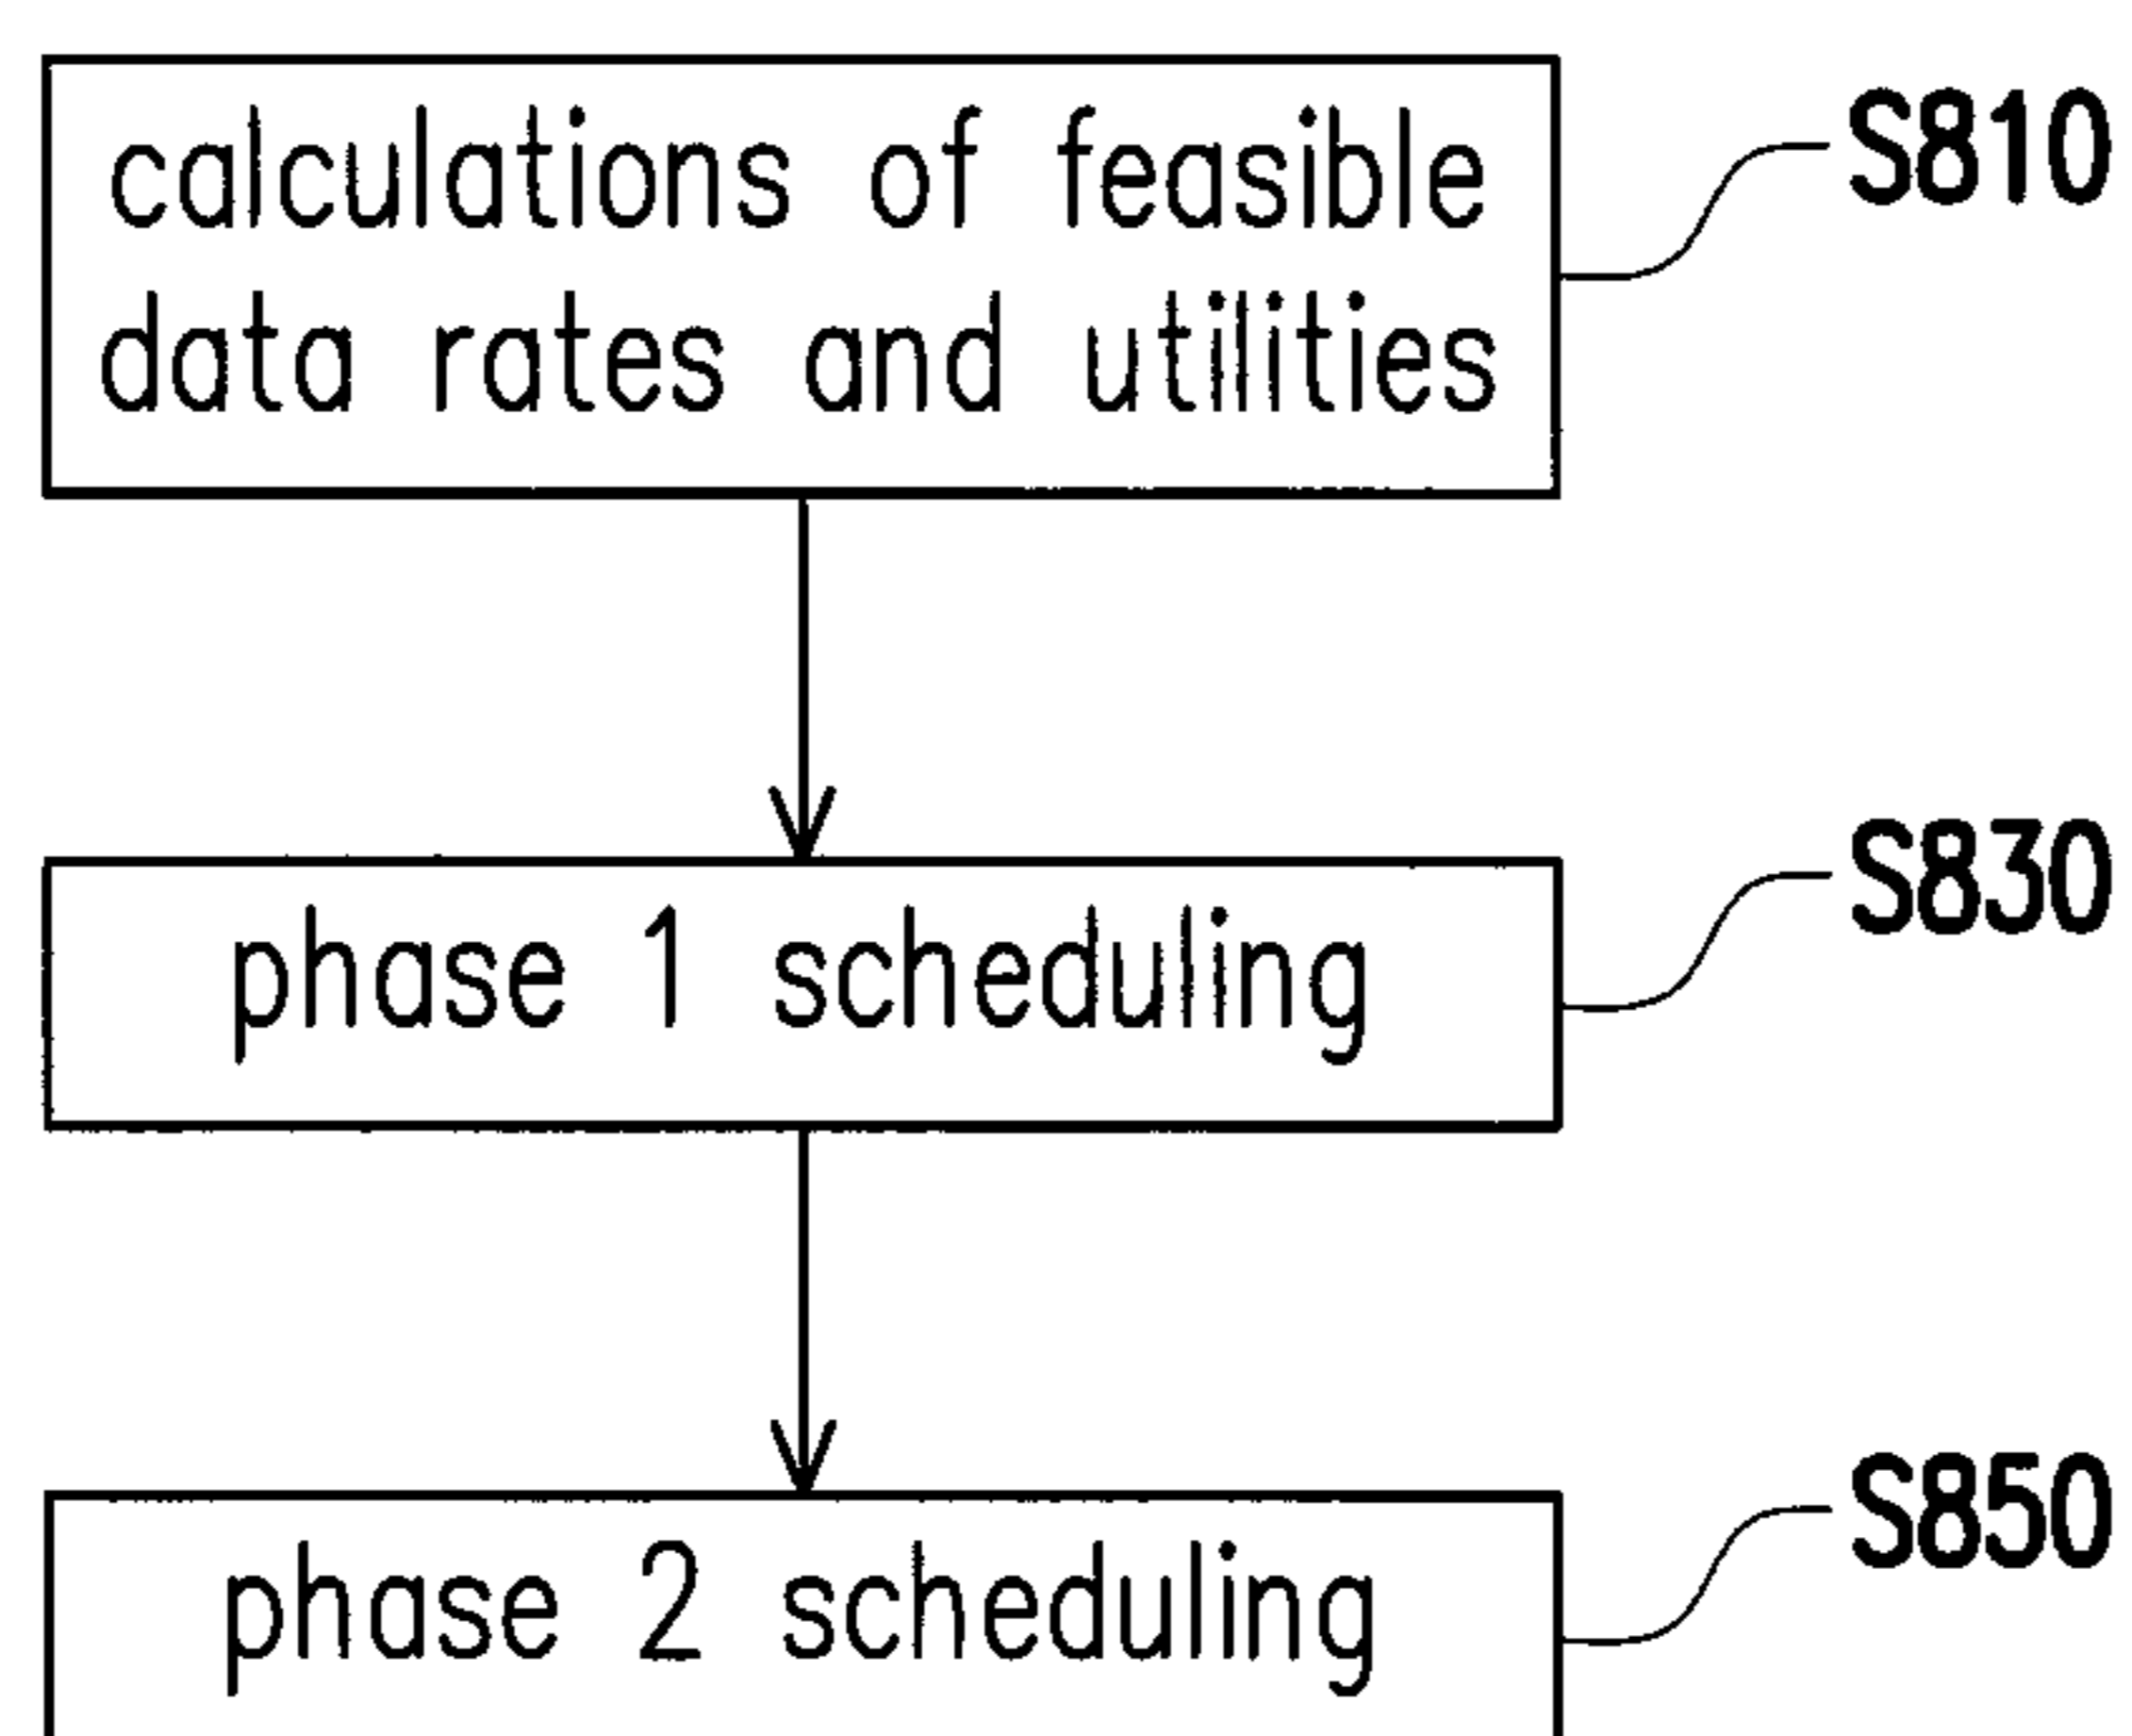 calculations of feasible
data rates and utilities
S810
phase 1 scheduling
S830
phase 2 scheduling
S850